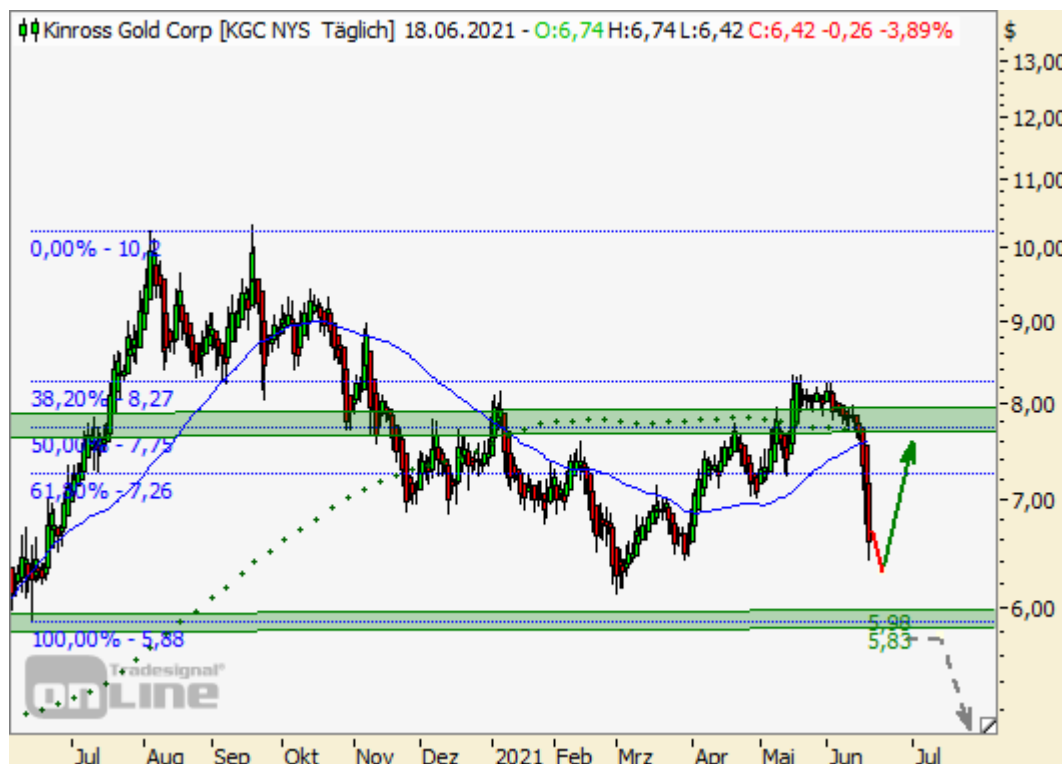 Kinross Gold Corp [KGC NYS Täglich] 18.06.2021 - O:6,74 H:6,74 L:6,42 C:6,42 -0,26 -3,89%
$
13,00
12,00
11,00
0,00% - 10,2
10,00
9,00
38,20% - 8,27
8,00
50,00% - 7,75
61,80% - 7,26
7,00
6,00
5,98
100,00% - 5,88
5,83
Tradesignal®
onLine
Jul Aug Sep Okt Nov Dez 2021 Feb Mrz Apr Mai Jun Jul